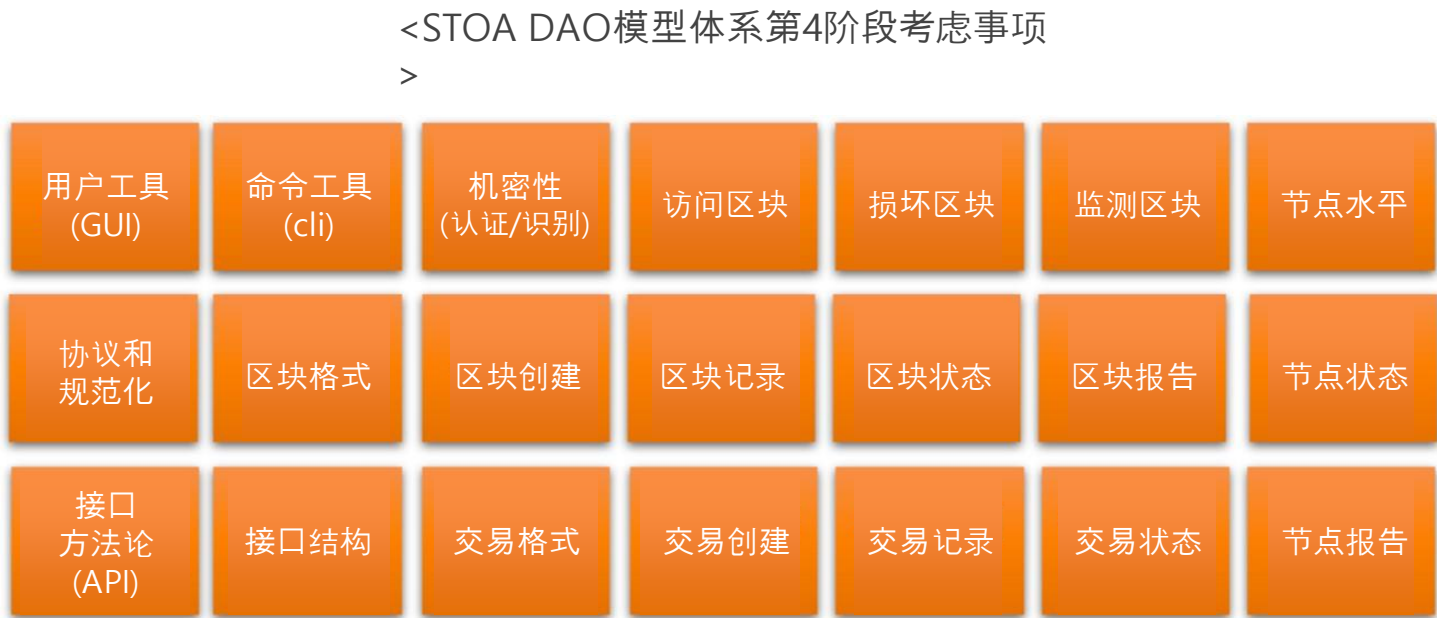 <STOA DAO模型体系第4阶段考虑事项
>
用户工具
(GUI)
命令工具
(cli)
机密性
(认证/识别)
访问区块
损坏区块
监测区块
节点水平
协议和
规范化
区块格式
区块创建
区块记录
区块状态
区块报告
节点状态
接口
方法论
(API)
接口结构
交易格式
交易创建
交易记录
交易状态
节点报告